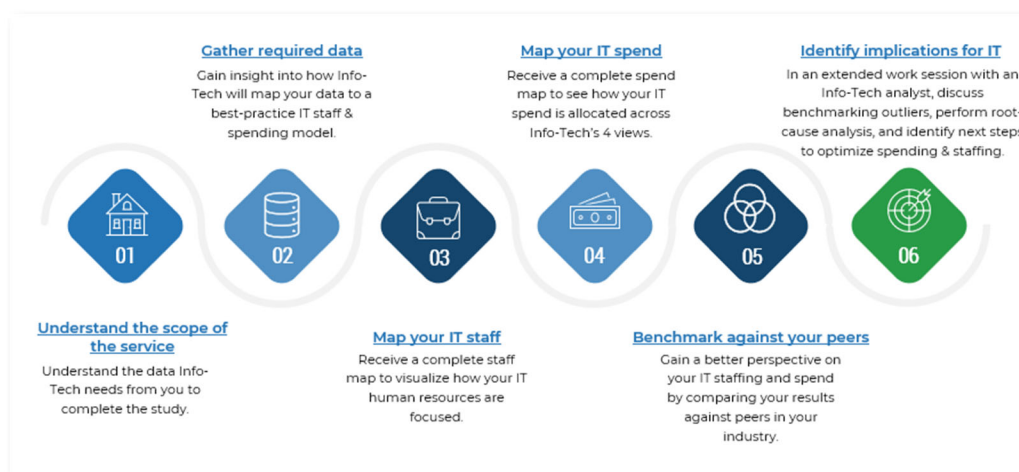 Gather required data
Gain insight into how Info-
Tech will map your data to a
best-practice IT staff &
spending model.
Map your IT spend
Receive a complete spend
map to see how your IT
spend is allocated across
Info-Tech's 4 views.
Identify implications for IT
In an extended work session with an
Info-Tech analyst, discuss
benchmarking outliers, perform root-
cause analysis, and identify next steps
to optimize spending & staffing.
01
02
03
04
05
06
Understand the scope of
the service
Understand the data Info-
Tech needs from you to
complete the study.
Map your IT staff
Receive a complete staff
map to visualize how your IT
human resources are
focused.
Benchmark against your peers
Gain a better perspective on
your IT staffing and spend
by comparing your results
against peers in your
industry.